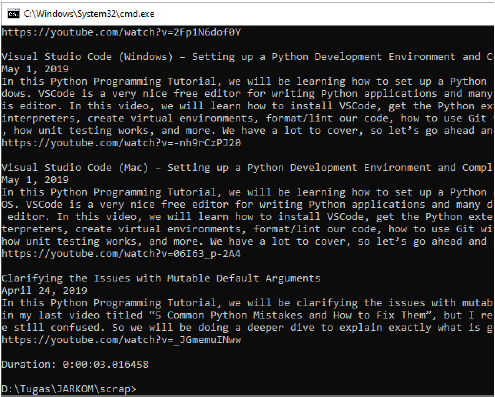 C:\Windows\System32\cmd.exe
https://youtube.com/watch?v=2Fp1N6dof0Y
Visual Studio Code (Windows) – Setting up a Python Development Environment and C
May 1, 2019
In this Python Programming Tutorial, we will be learning how to set up a Python
dows. VSCode is a very nice free editor for writing Python applications and many
is editor. In this video, we will learn how to install VSCode, get the Python ex
interpreters, create virtual environments, format/lint our code, how to use Git
, how unit testing works, and more. We have a lot to cover, so let’s go ahead an
https://youtube.com/watch?v=-nh9rCzPJ20
Visual Studio Code (Mac) – Setting up a Python Development Environment and Compl
May 1, 2019
In this Python Programming Tutorial, we will be learning how to set up a Python
OS. VSCode is a very nice free editor for writing Python applications and many d
editor. In this video, we will learn how to install VSCode, get the Python exte
terpreters, create virtual environments, format/lint our code, how to use Git wi
how unit testing works, and more. We have a lot to cover, so let’s go ahead and
https://youtube.com/watch?v=06I63_p-2A4
Clarifying the Issues with Mutable Default Arguments
April 24, 2019
In this Python Programming Tutorial, we will be clarifying the issues with mutab
in my last video titled “5 Common Python Mistakes and How to Fix Them”, but I re
e still confused. So we will be doing a deeper dive to explain exactly what is g
https://youtube.com/watch?v=_JGmemuINww
Duration: 0:00:03.016458
D:\Tugas\JARKOM\scrap>